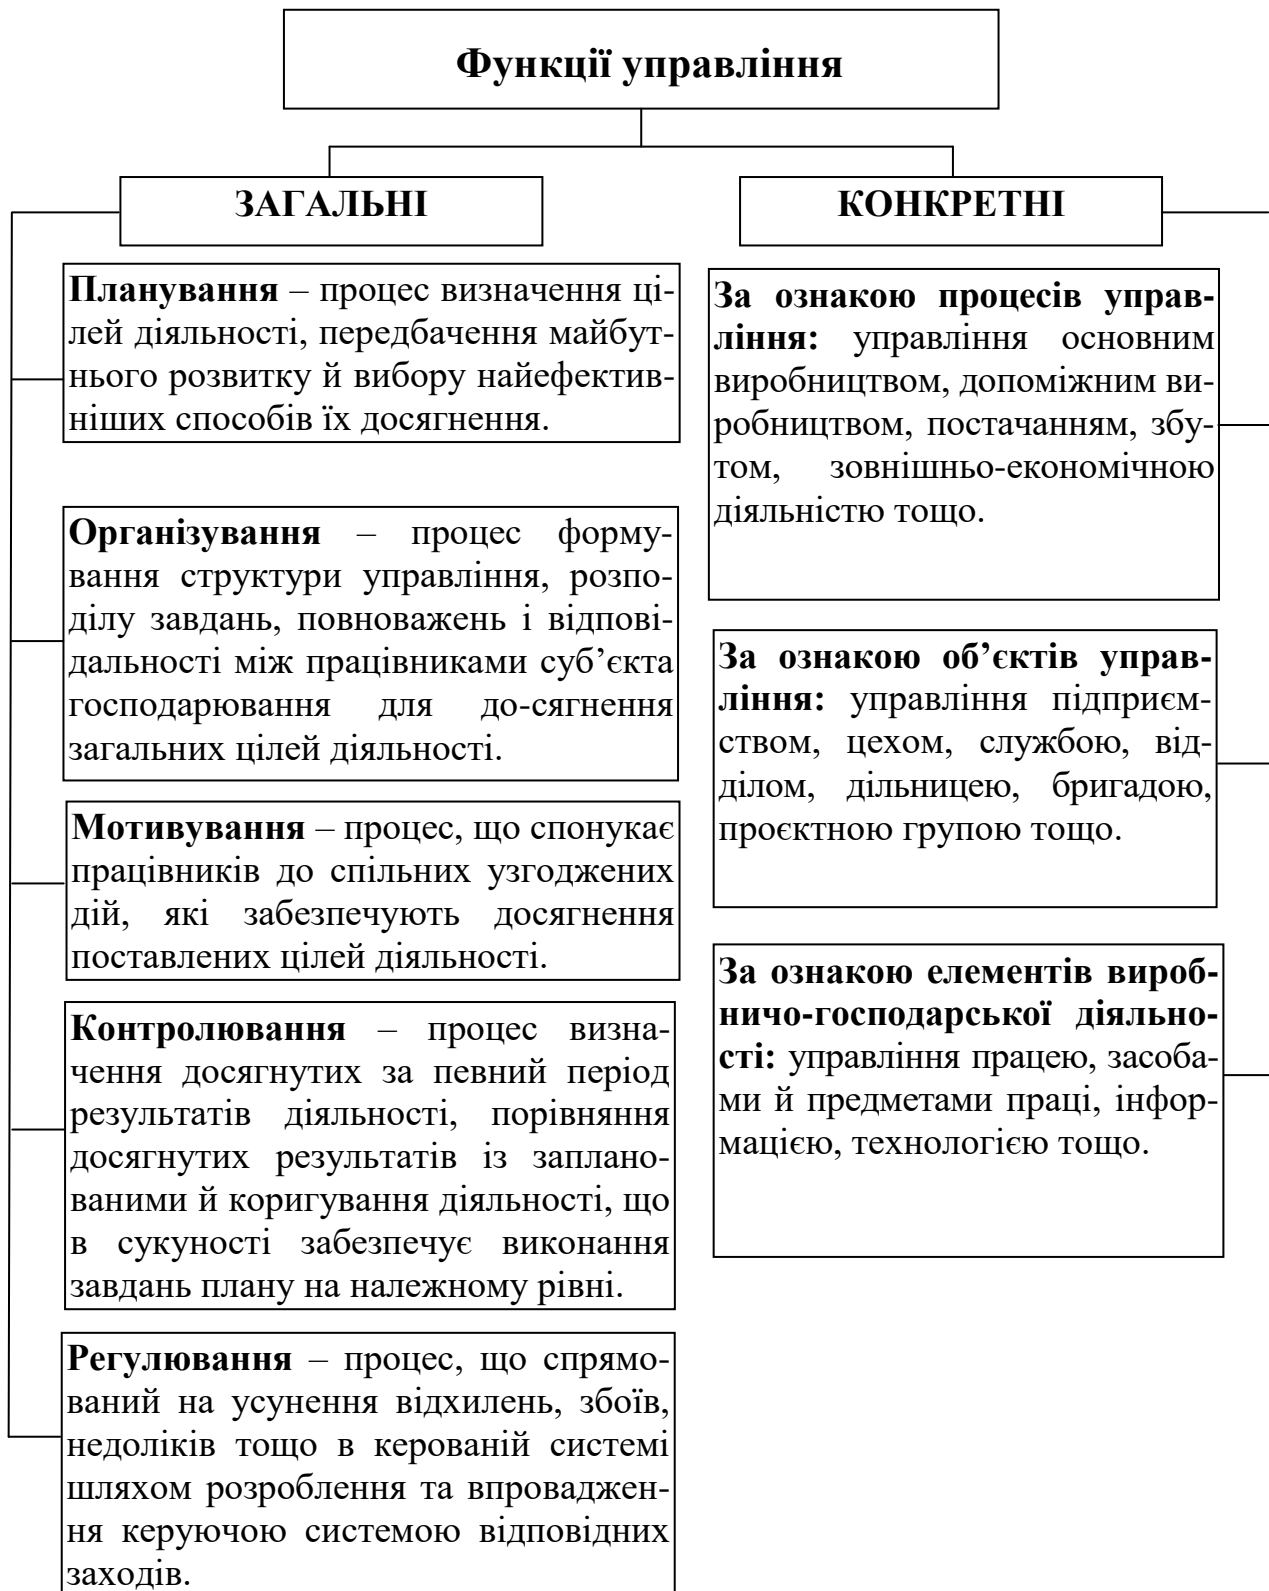 Функції управління
ЗАГАЛЬНІ
Планування – процес визначення ці-
лей діяльності, передбачення майбут-
нього розвитку й вибору найефектив-
ніших способів їх досягнення.
Організування – процес форму-
вання структури управління, розпо-
ділу завдань, повноважень і відпові-
дальності між працівниками суб’єкта
господарювання для до-сягнення
загальних цілей діяльності.
Мотивування – процес, що спонукає
працівників до спільних узгоджених
дій, які забезпечують досягнення
поставлених цілей діяльності.
Контролювання – процес визна-
чення досягнутих за певний період
результатів діяльності, порівняння
досягнутих результатів із заплано-
ваними й коригування діяльності, що
в сукуності забезпечує виконання
завдань плану на належному рівні.
Регулювання – процес, що спрямо-
ваний на усунення відхилень, збоїв,
недоліків тощо в керованій системі
шляхом розроблення та впроваджен-
ня керуючою системою відповідних
заходів.
КОНКРЕТНІ
За ознакою процесів управ-
ління: управління основним
виробництвом, допоміжним ви-
робництвом, постачанням, збу-
том, зовнішньо-економічною
діяльністю тощо.
За ознакою об’єктів управ-
ління: управління підприєм-
ством, цехом, службою, від-
ділом, дільницею, бригадою,
проєктною групою тощо.
За ознакою елементів вироб-
ничо-господарської діяльно-
сті: управління працею, засоба-
ми й предметами праці, інфор-
мацією, технологією тощо.